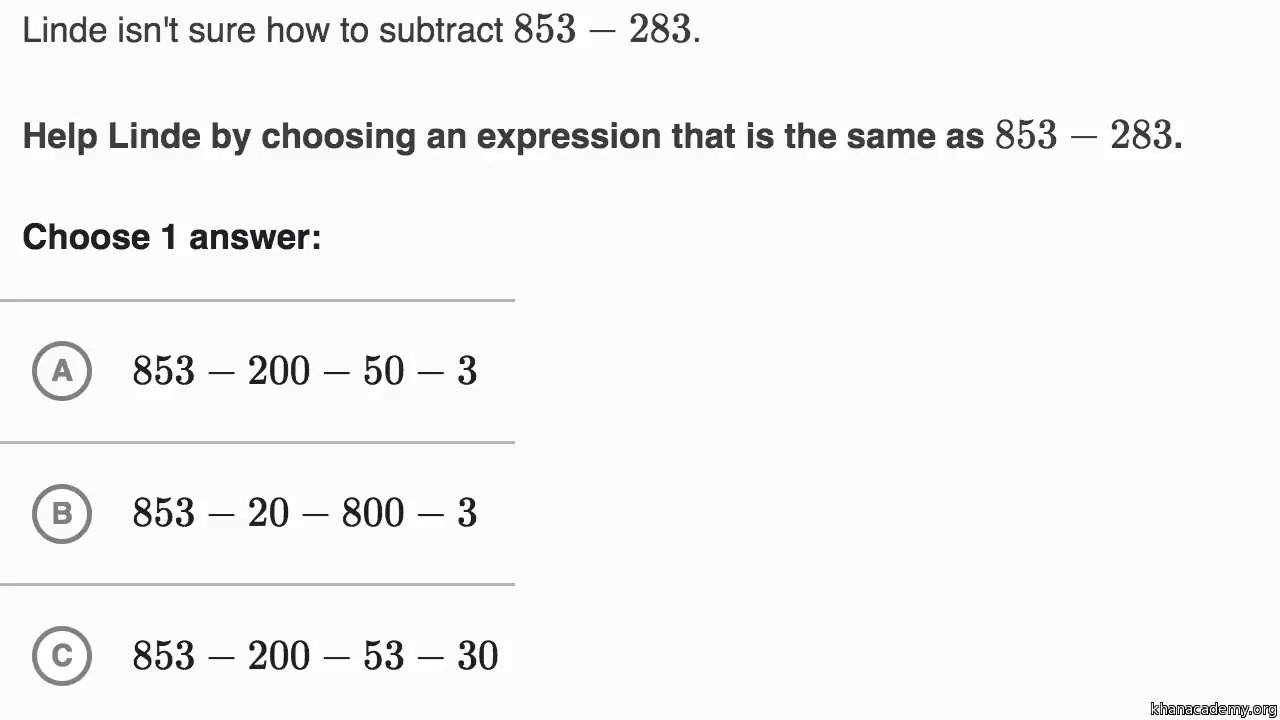 Linde isn't sure how to subtract 853 − 283.
Help Linde by choosing an expression that is the same as 853 − 283.
Choose 1 answer:
A 853 − 200 − 50 − 3
B 853 − 20 − 800 − 3
C 853 − 200 − 53 − 30
khanacademy.org